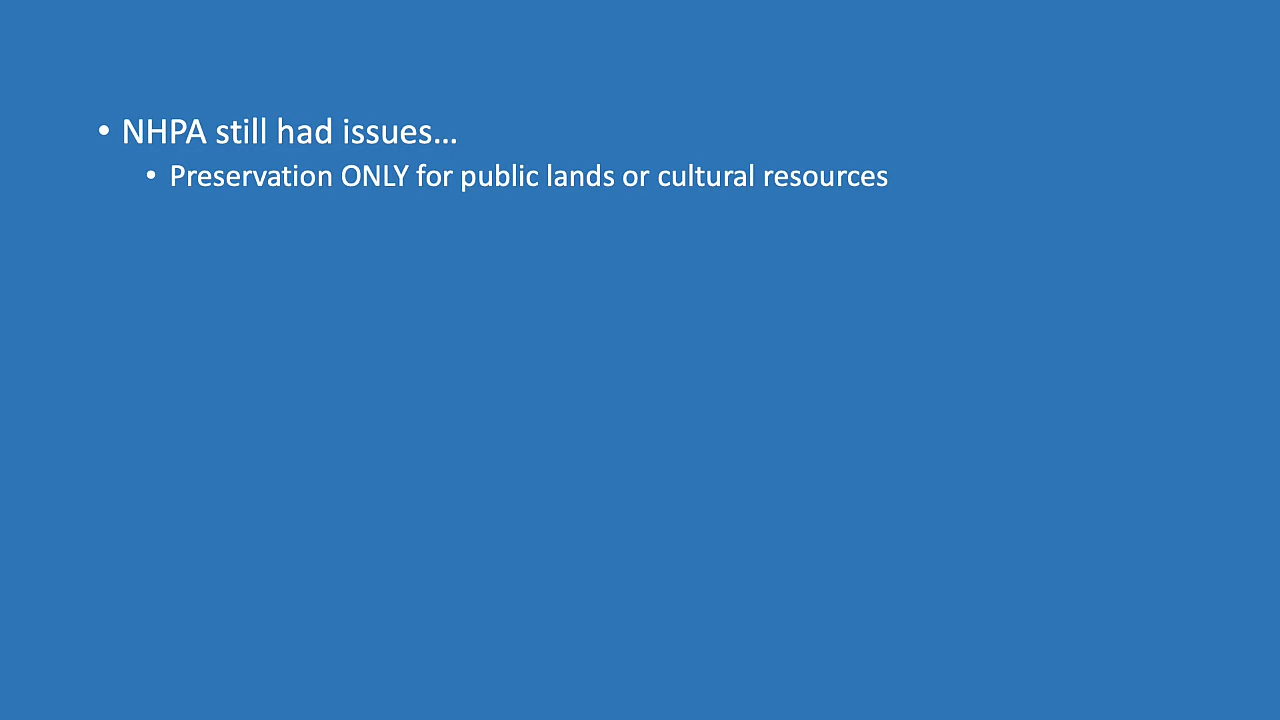 • NHPA still had issues…
• Preservation ONLY for public lands or cultural resources